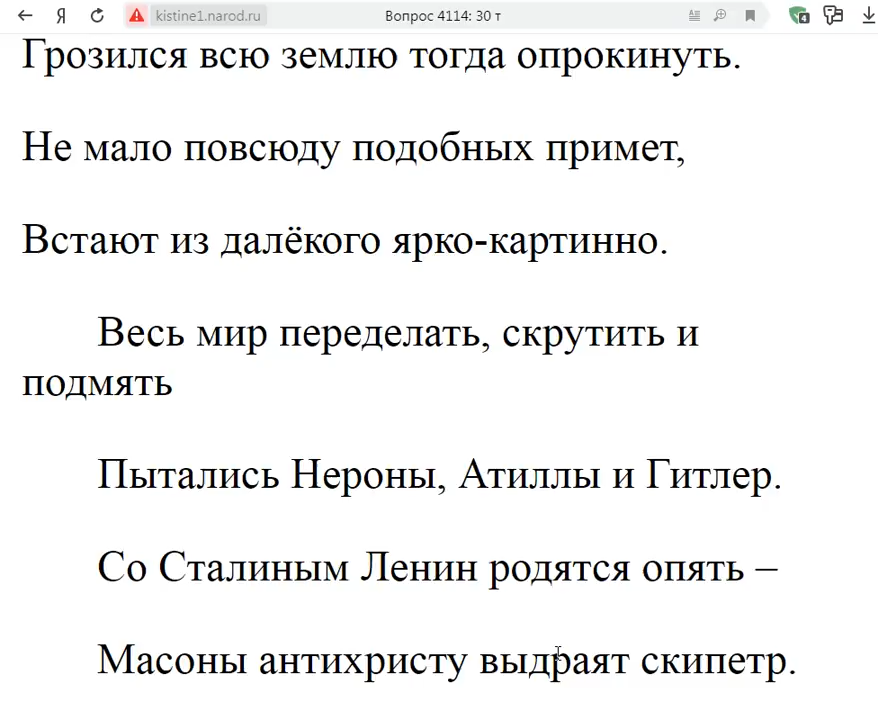 Я
kistine1.narod.ru
Вопрос 4114: 30 т
4
Грозился всю землю тогда опрокинуть.
Не мало повсюду подобных примет,
Встают из далёкого ярко-картинно.
Весь мир переделать, скрутить и
подмять
Пытались Нероны, Атиллы и Гитлер.
Со Сталиным Ленин родятся опять –
Масоны антихристу выдраят скипетр.